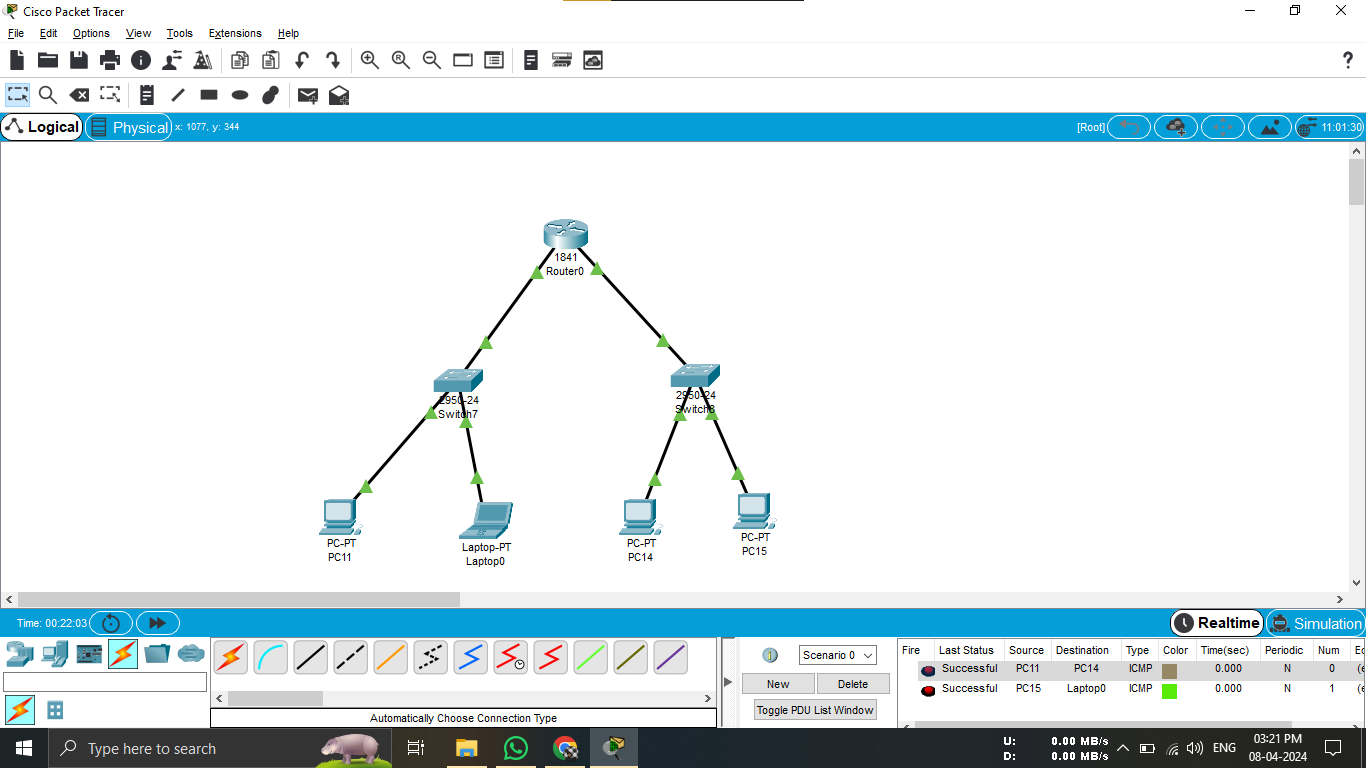 Cisco Packet Tracer
File Edit Options View Tools Extensions Help
Logical Physical x: 1077, y: 344 [Root] 11:01:30
1841
Router0
2950-24
Switch7
2950-24
Switch8
PC-PT
PC11
Laptop-PT
Laptop0
PC-PT
PC14
PC-PT
PC15
Time: 00:22:03 Realtime Simulation
Scenario 0
New Delete
Toggle PDU List Window
Automatically Choose Connection Type
Fire Last Status Source Destination Type Color Time(sec) Periodic Num
Successful PC11 PC14 ICMP 0.000 N 0
Successful PC15 Laptop0 ICMP 0.000 N 1
Type here to search
U: 0.00 MB/s
D: 0.00 MB/s
ENG
03:21 PM
08-04-2024